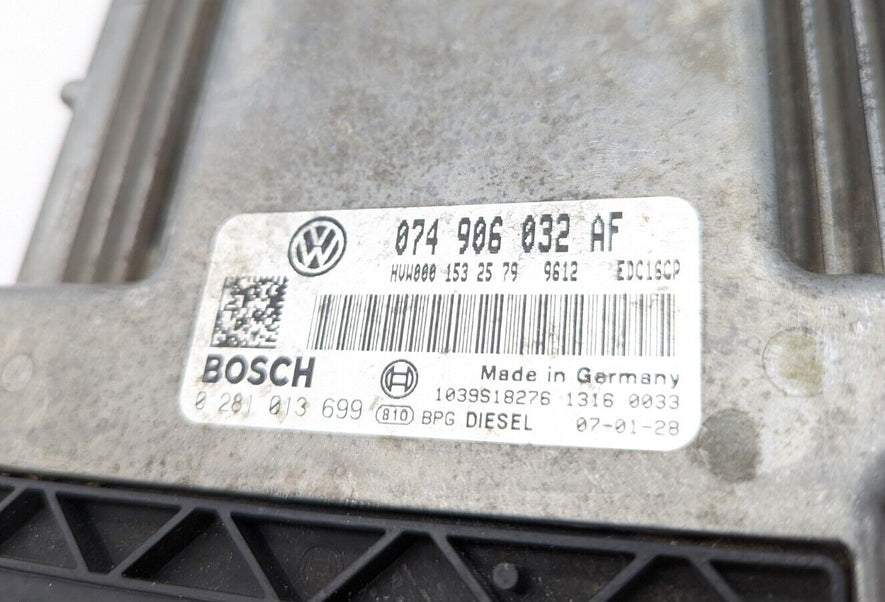 074 906 032 AF
HVW000 153 25 79 9612 EDC16CP
BOSCH
Made in Germany
0 281 013 699
1039S18276 1316 0033
810 BPG DIESEL 07-01-28